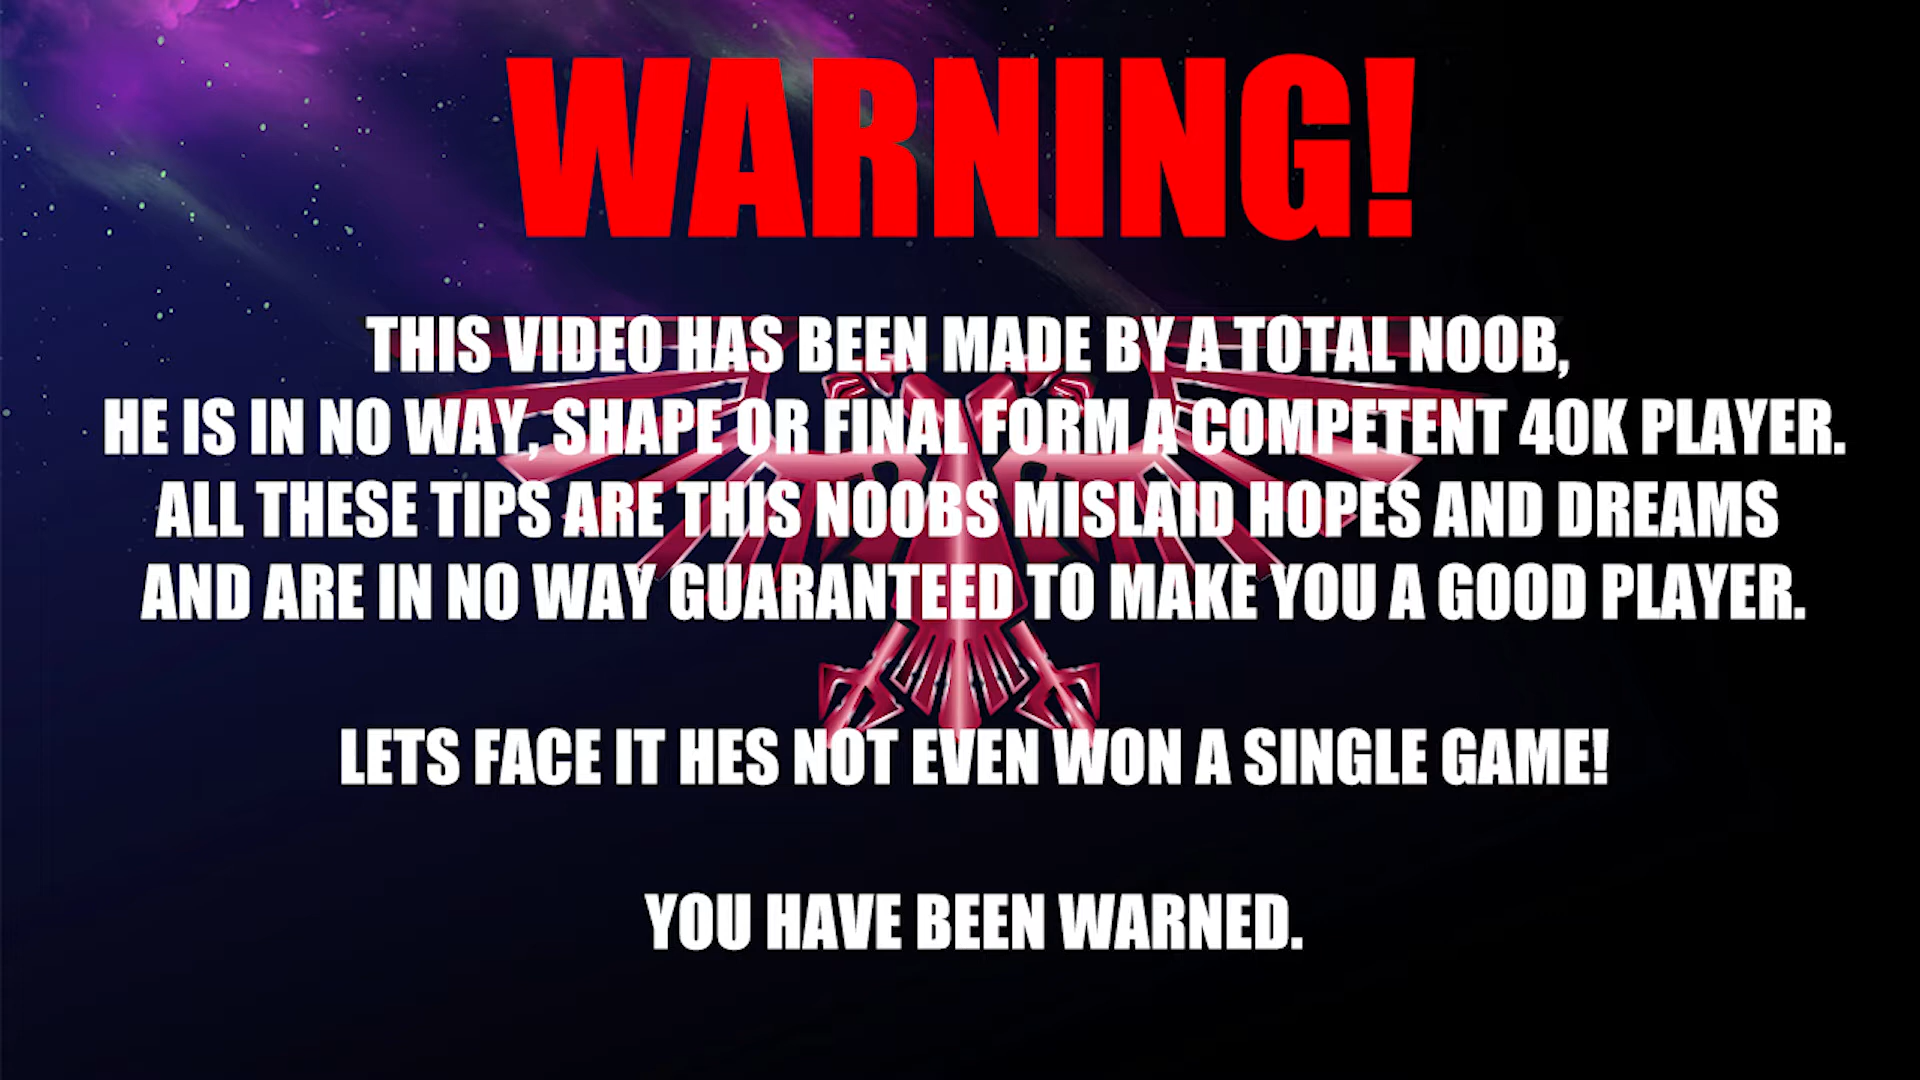 WARNING!
THIS VIDEO HAS BEEN MADE BY A TOTAL NOOB,
HE IS IN NO WAY, SHAPE OR FINAL FORM A COMPETENT 40K PLAYER.
ALL THESE TIPS ARE THIS NOOBS MISLAID HOPES AND DREAMS
AND ARE IN NO WAY GUARANTEED TO MAKE YOU A GOOD PLAYER.
LETS FACE IT HES NOT EVEN WON A SINGLE GAME!
YOU HAVE BEEN WARNED.